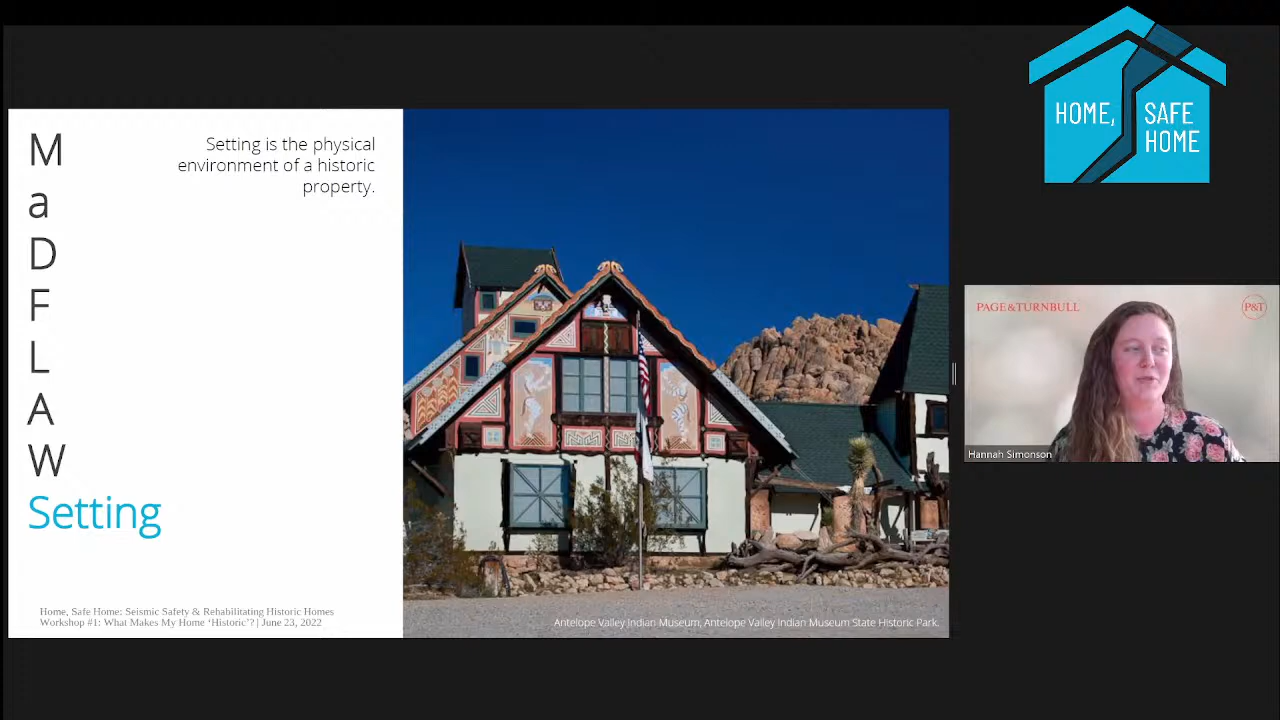 M
a
D
F
L
A
W
Setting
Setting is the physical
environment of a historic
property.
Home, Safe Home: Seismic Safety & Rehabilitating Historic Homes
Workshop #1: What Makes My Home ‘Historic’? | June 23, 2022
Antelope Valley Indian Museum, Antelope Valley Indian Museum State Historic Park.
HOME, SAFE
HOME
PAGE&TURNBULL
P&T
Hannah Simonson